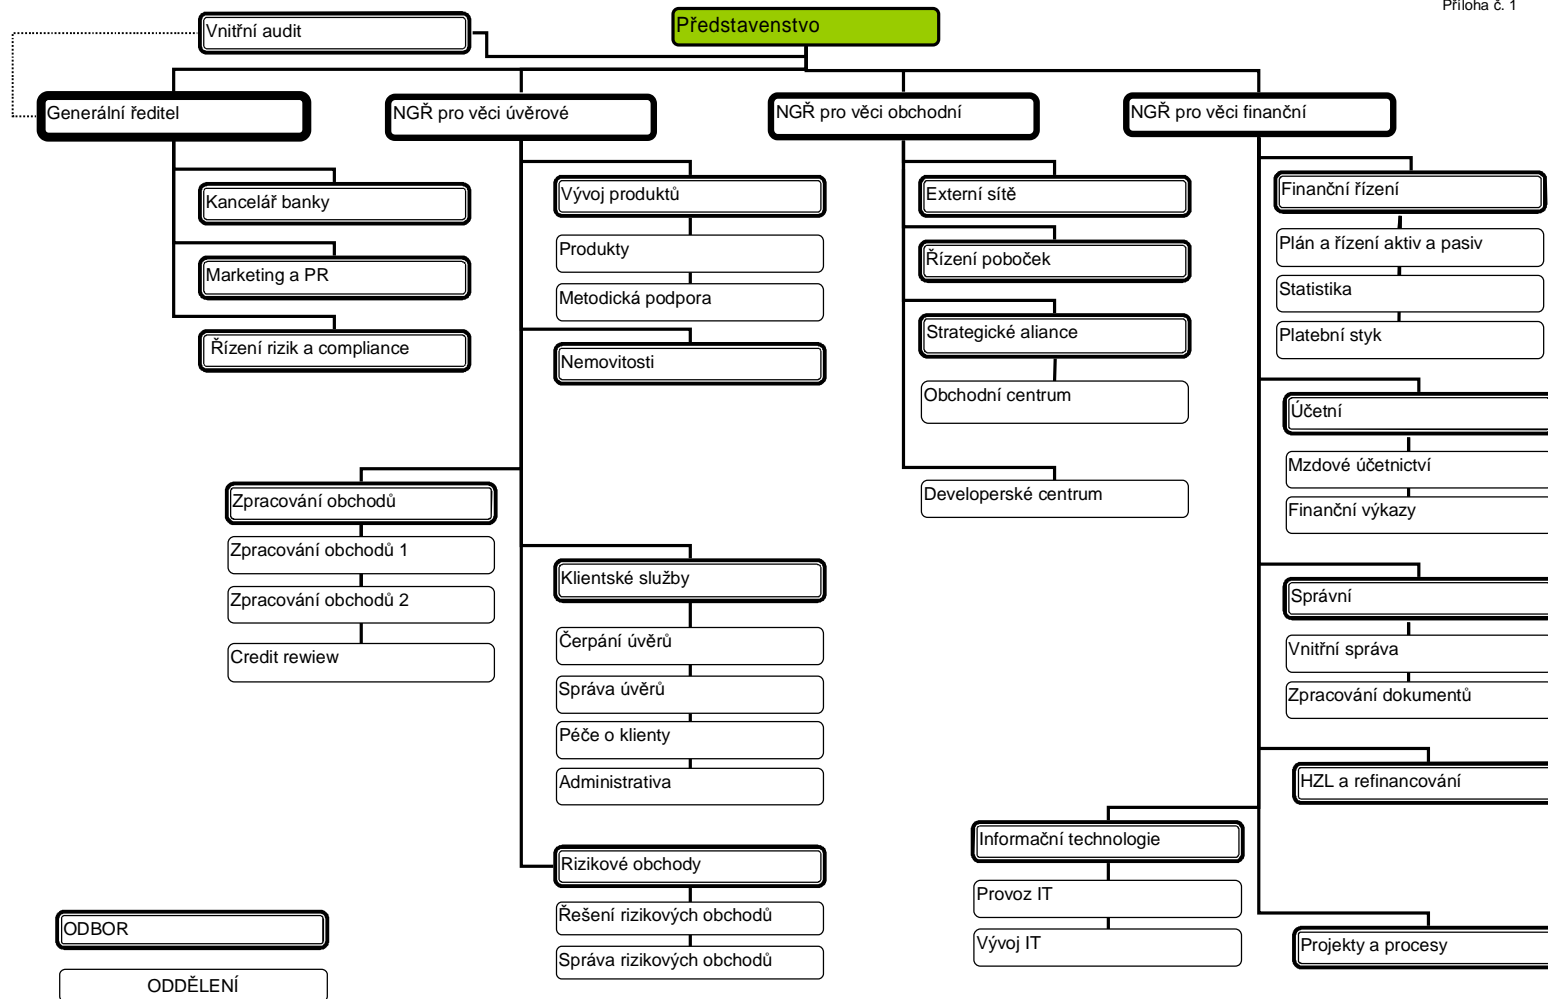 Příloha č. 1
Vnitřní audit
Představenstvo
Generální ředitel
NGŘ pro věci úvěrové
NGŘ pro věci obchodní
NGŘ pro věci finanční
Kancelář banky
Marketing a PR
Řízení rizik a compliance
Vývoj produktů
Produkty
Metodická podpora
Nemovitosti
Zpracování obchodů
Zpracování obchodů 1
Zpracování obchodů 2
Credit rewiew
Klientské služby
Čerpání úvěrů
Správa úvěrů
Péče o klienty
Administrativa
Rizikové obchody
Řešení rizikových obchodů
Správa rizikových obchodů
Externí sítě
Řízení poboček
Strategické aliance
Obchodní centrum
Developerské centrum
Finanční řízení
Plán a řízení aktiv a pasiv
Statistika
Platební styk
Účetní
Mzdové účetnictví
Finanční výkazy
Správní
Vnitřní správa
Zpracování dokumentů
HZL a refinancování
Informační technologie
Provoz IT
Vývoj IT
Projekty a procesy
ODBOR
ODDĚLENÍ